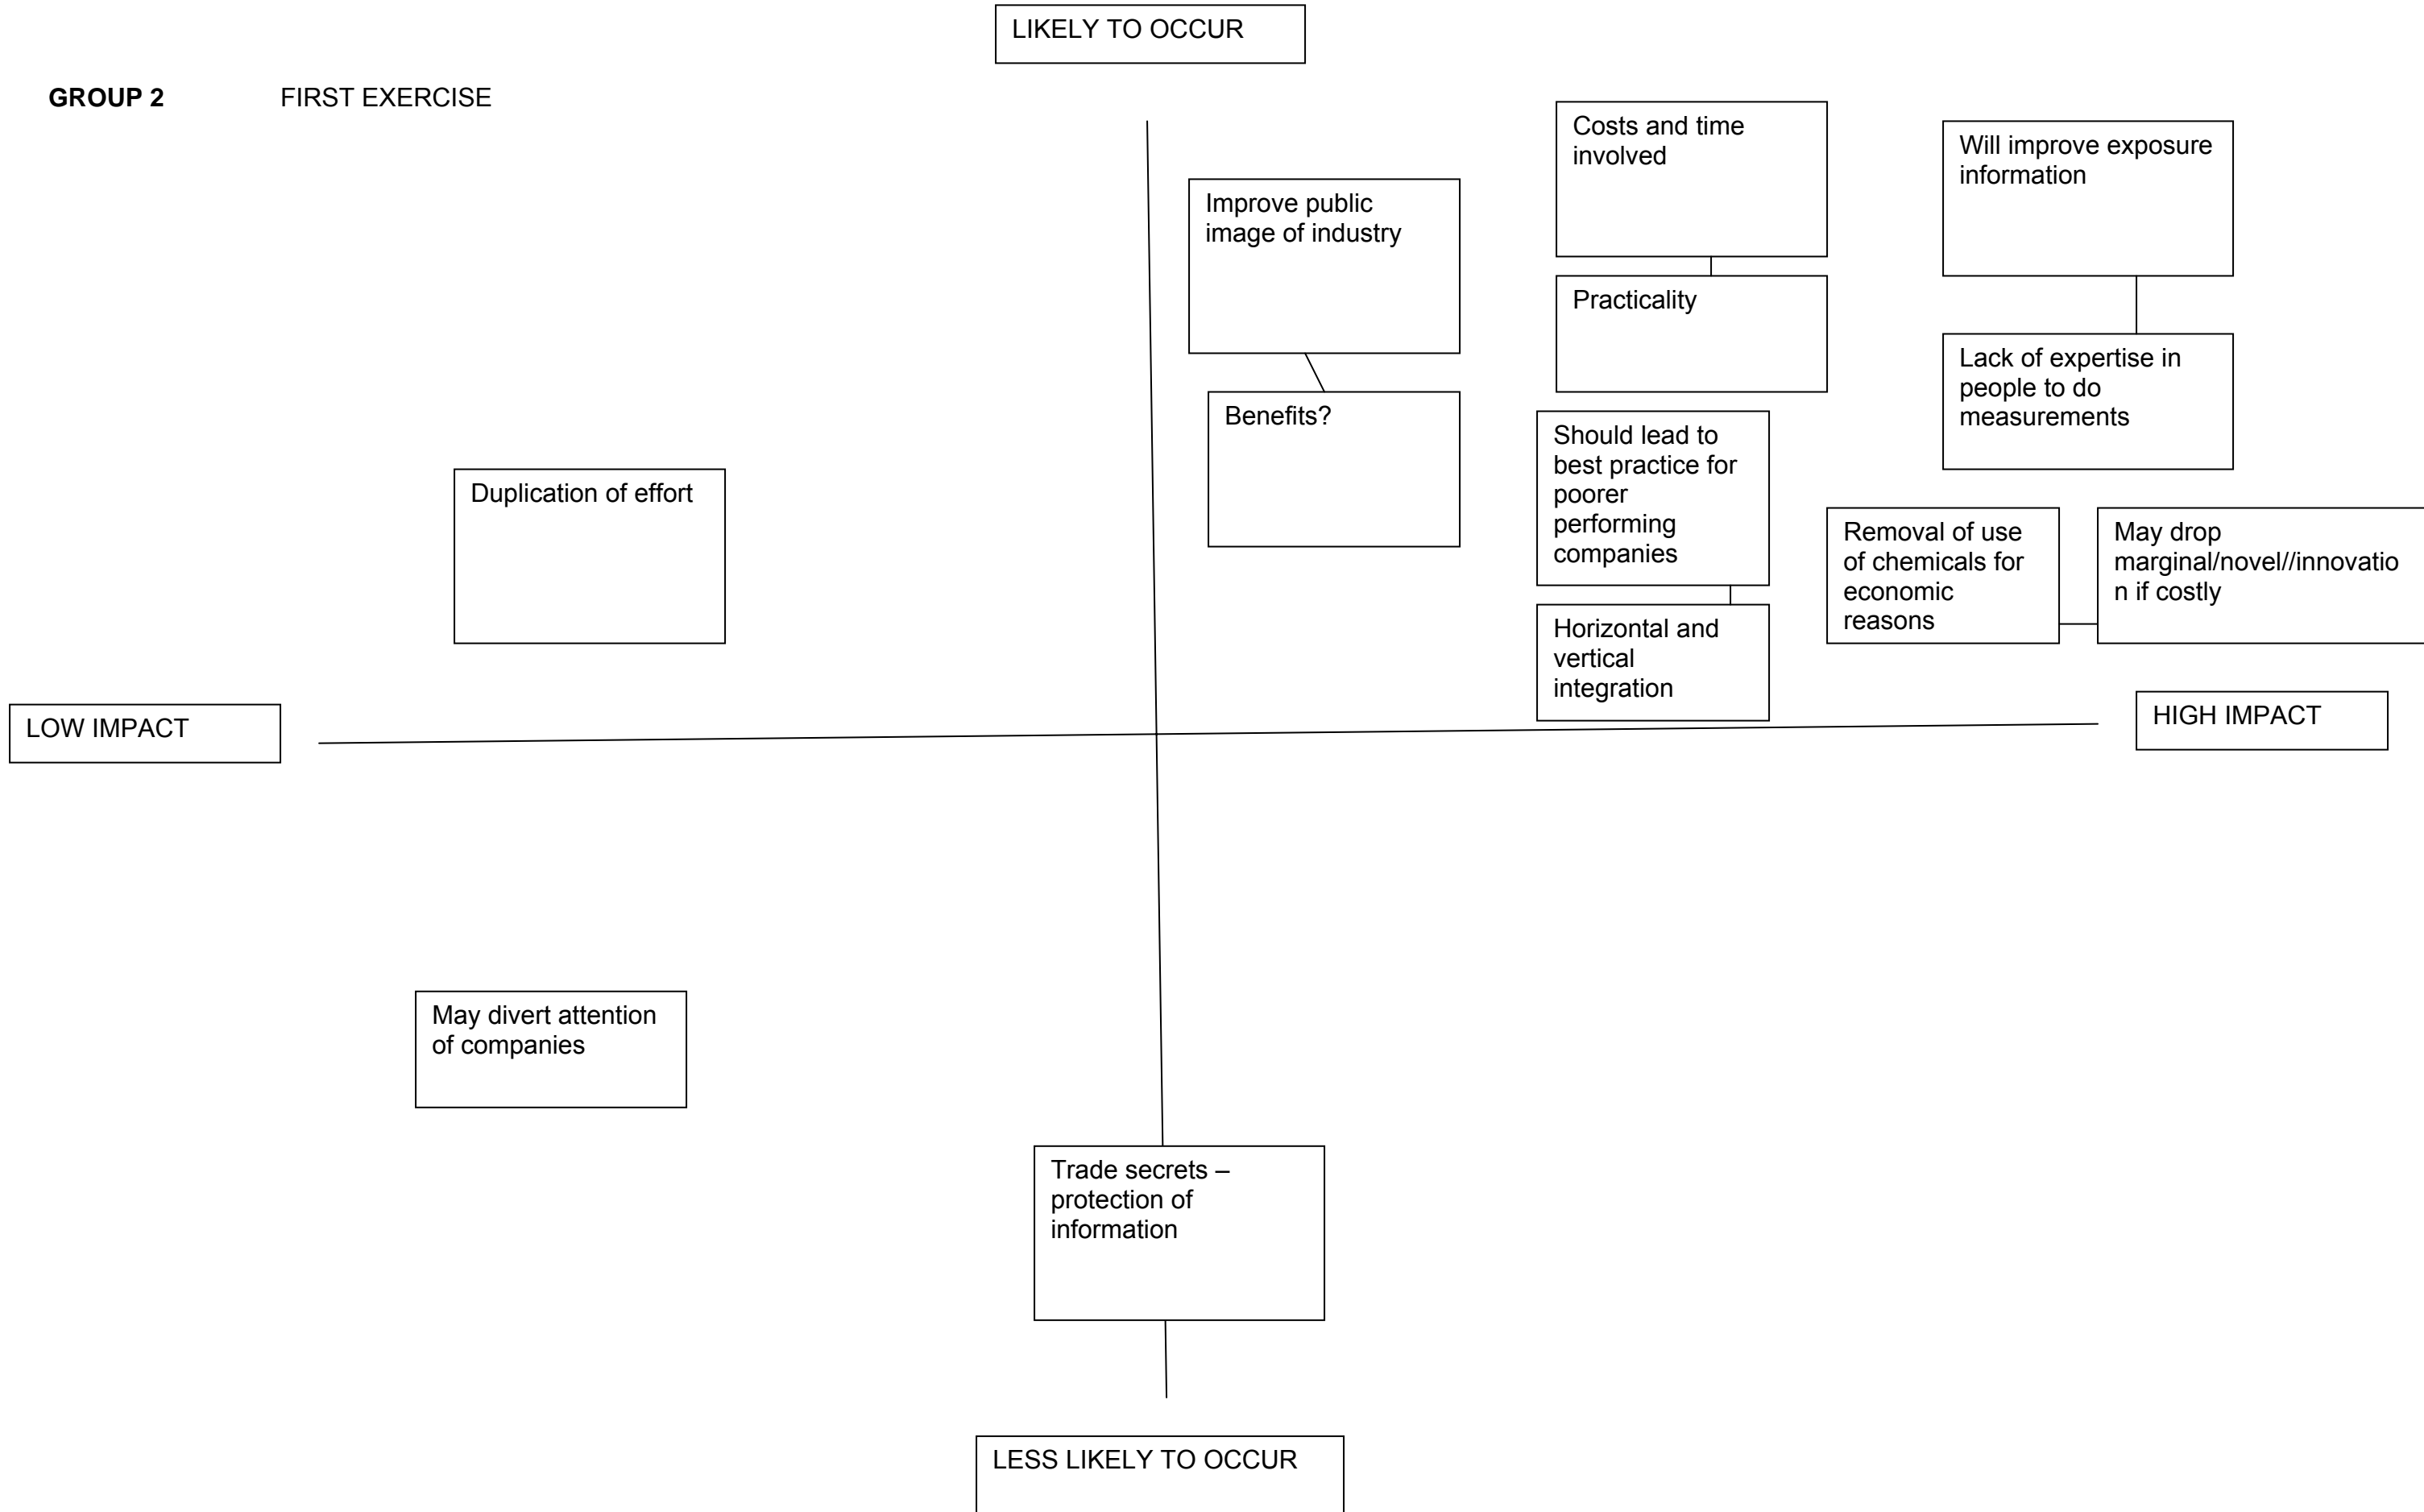 LIKELY TO OCCUR
GROUP 2 FIRST EXERCISE
Costs and time
involved
Will improve exposure
information
Improve public
image of industry
Practicality
Lack of expertise in
people to do
measurements
Benefits?
Should lead to
best practice for
poorer
performing
companies
Duplication of effort
Removal of use
of chemicals for
economic
reasons
May drop
marginal/novel//innovatio
n if costly
Horizontal and
vertical
integration
LOW IMPACT
HIGH IMPACT
May divert attention
of companies
Trade secrets –
protection of
information
LESS LIKELY TO OCCUR